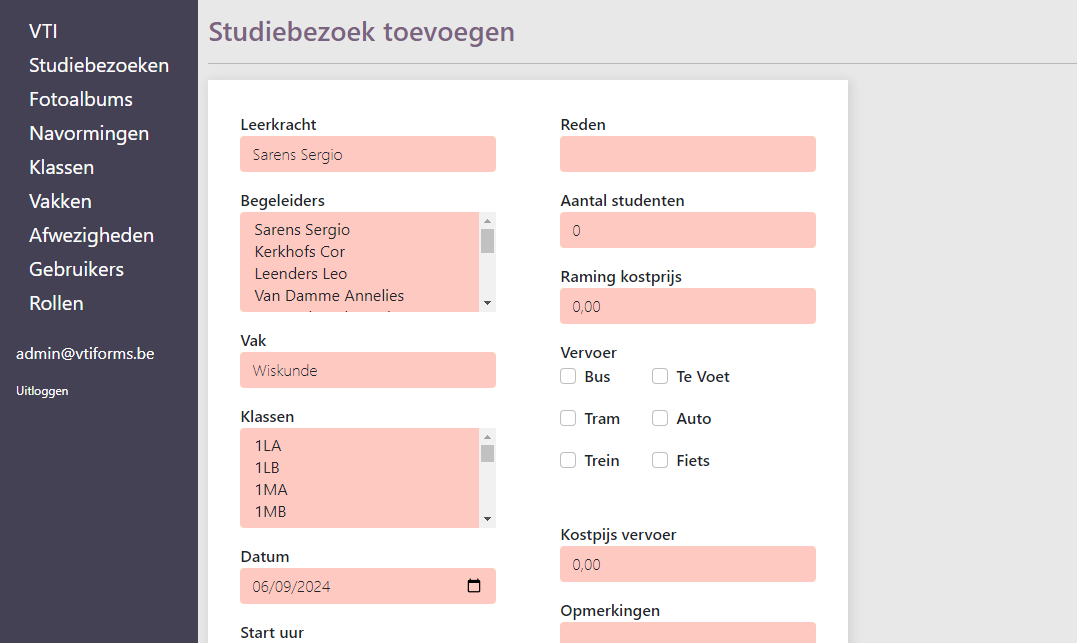 VTI
Studiebezoeken
Fotoalbums
Navormingen
Klassen
Vakken
Afwezigheden
Gebruikers
Rollen
admin@vtiforms.be
Uitloggen
Studiebezoek toevoegen
Leerkracht
Sarens Sergio
Begeleiders
Sarens Sergio
Kerkhofs Cor
Leenders Leo
Van Damme Annelies
Vak
Wiskunde
Klassen
1LA
1LB
1MA
1MB
Datum
06/09/2024
Start uur
Reden
Aantal studenten
0
Raming kostprijs
0,00
Vervoer
Bus
Te Voet
Tram
Auto
Trein
Fiets
Kostpijs vervoer
0,00
Opmerkingen